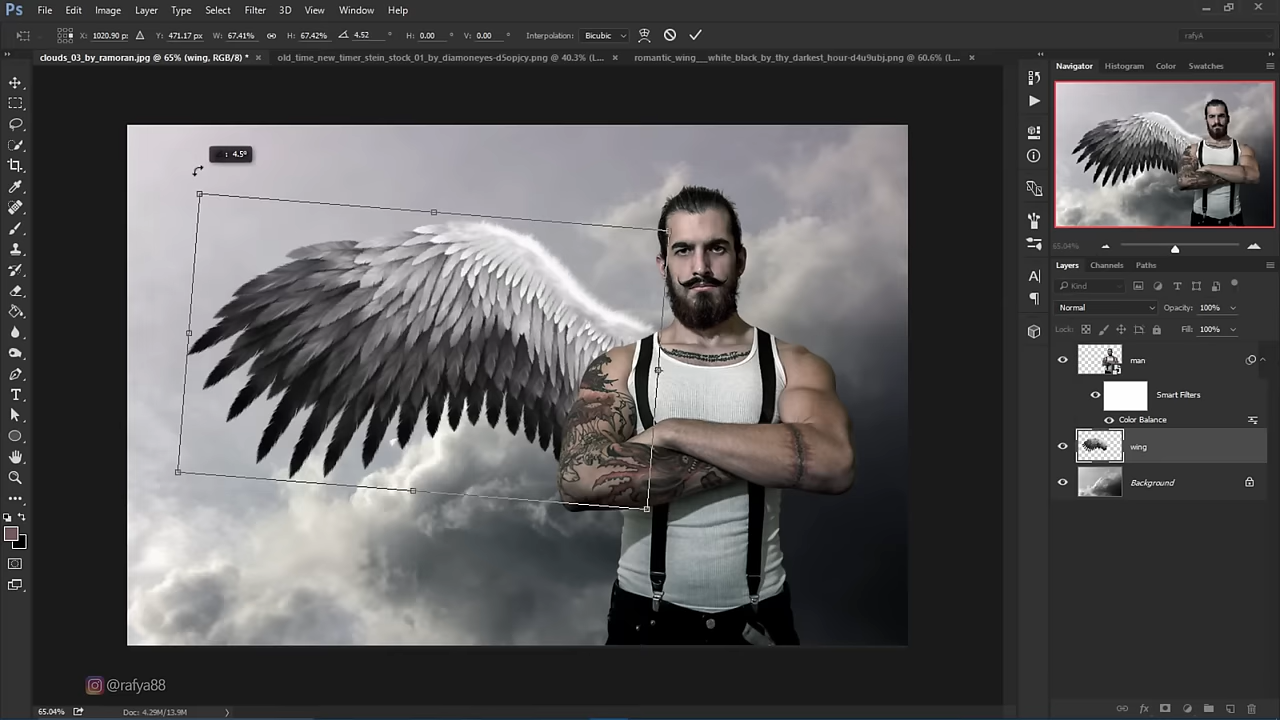 Ps File Edit Image Layer Type Select Filter 3D View Window Help
X: 1020.90 p: Y: 471.17 px W: 67.41% H: 67.42% 4.52 ° H: 0.00 ° V: 0.00 ° Interpolation: Bicubic rafyA
clouds_03_by_ramoran.jpg @ 65% (wing, RGB/8) * × old_time_new_timer_stein_stock_01_by_diamoneyes-d5opjcy.png @ 40.3% (L... × romantic_wing___white_black_by_thy_darkest_hour-d4u9ubj.png @ 60.6% (L... ×
Navigator Histogram Color Swatches
: 4.5°
65.04%
Layers Channels Paths
Kind
Normal Opacity: 100%
Lock: Fill: 100%
man
Smart Filters
Color Balance
wing
Background
@rafya88
65.04% Doc: 4.29M/13.9M